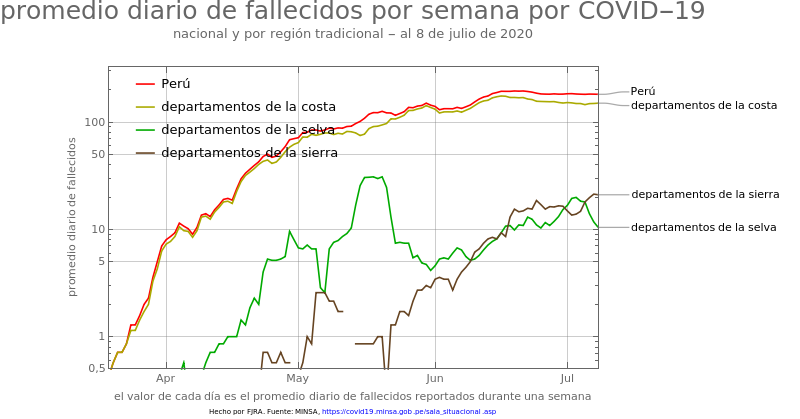 promedio diario de fallecidos por semana por COVID−19
nacional y por región tradicional − al 8 de julio de 2020
Perú
departamentos de la costa
departamentos de la selva
departamentos de la sierra
promedio diario de fallecidos
100
50
10
5
1
0,5
Apr May Jun Jul
Perú
departamentos de la costa
departamentos de la sierra
departamentos de la selva
el valor de cada día es el promedio diario de fallecidos reportados durante una semana
Hecho por FJRA. Fuente: MINSA, https://covid19.minsa.gob.pe/sala_situacional.asp